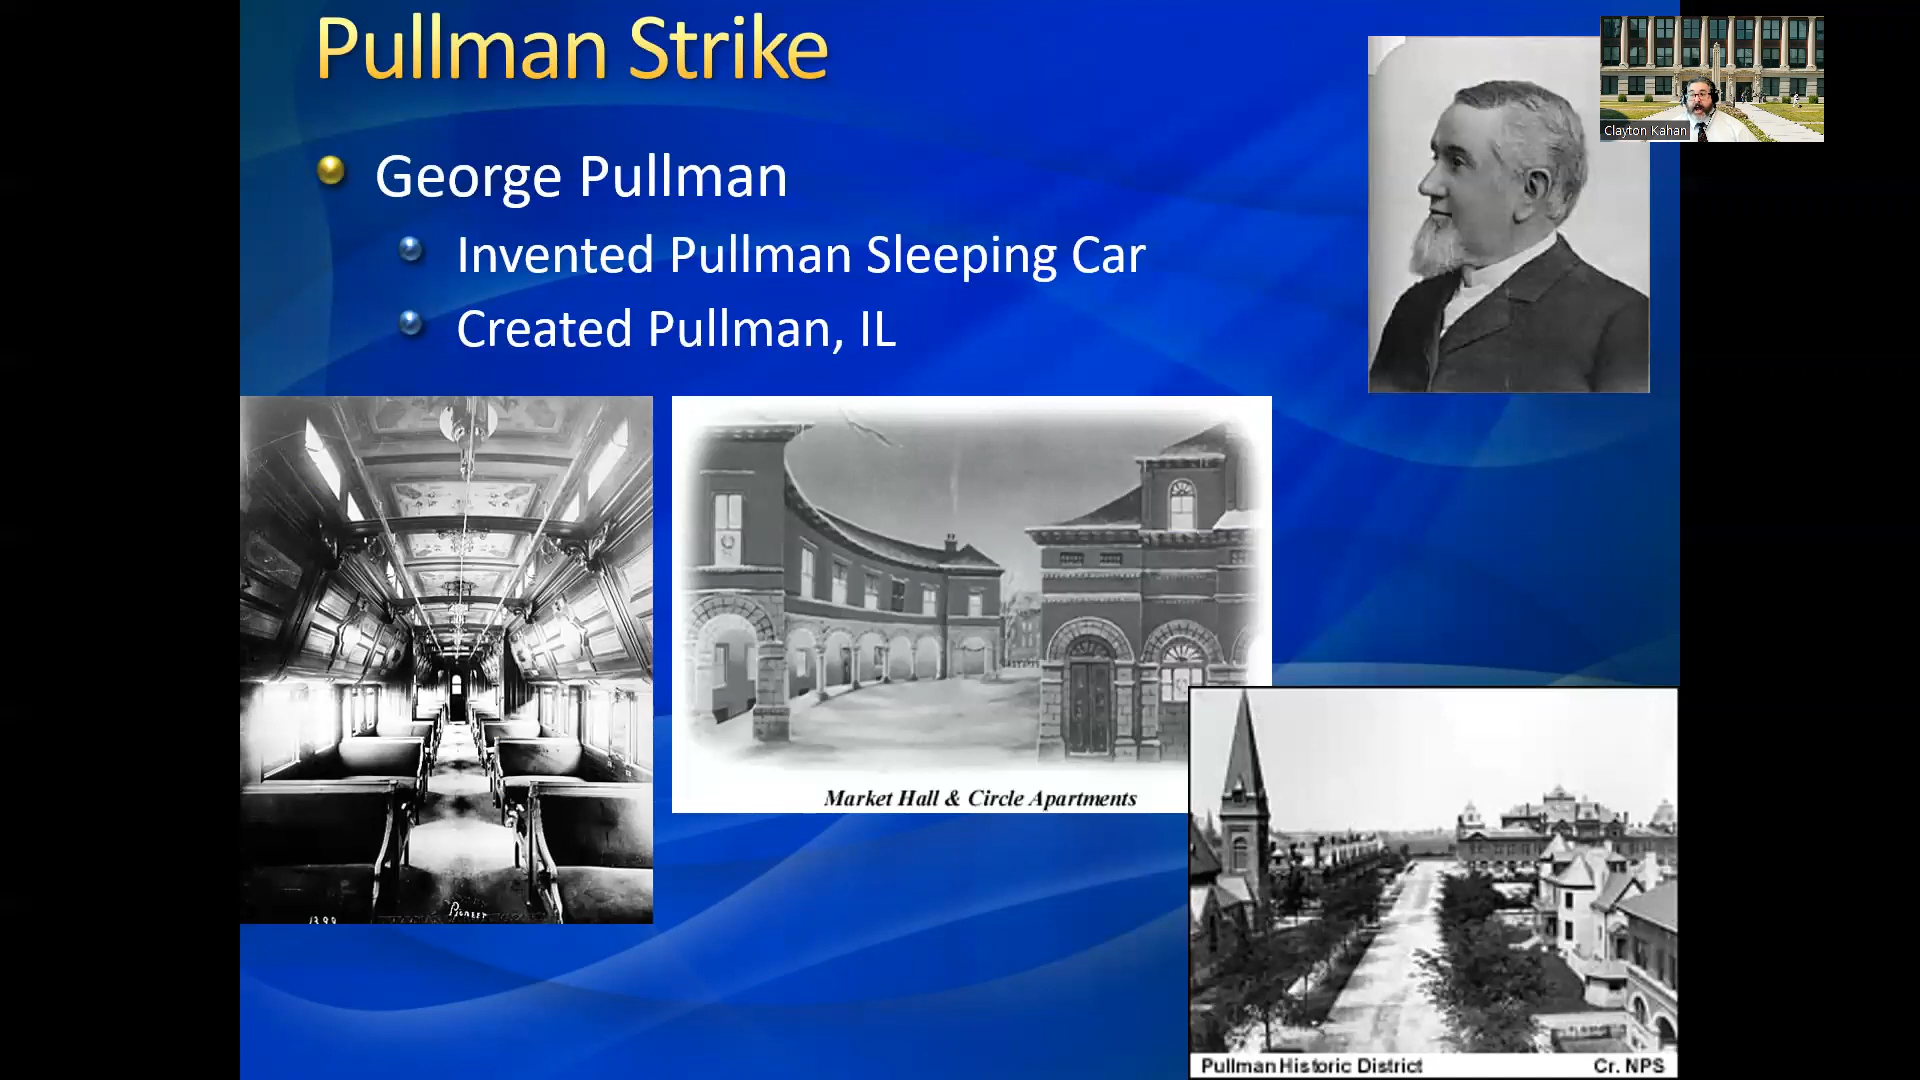 Pullman Strike
Clayton Kahan
George Pullman
Invented Pullman Sleeping Car
Created Pullman, IL
Market Hall & Circle Apartments
Pullman Historic District
Cr. NPS